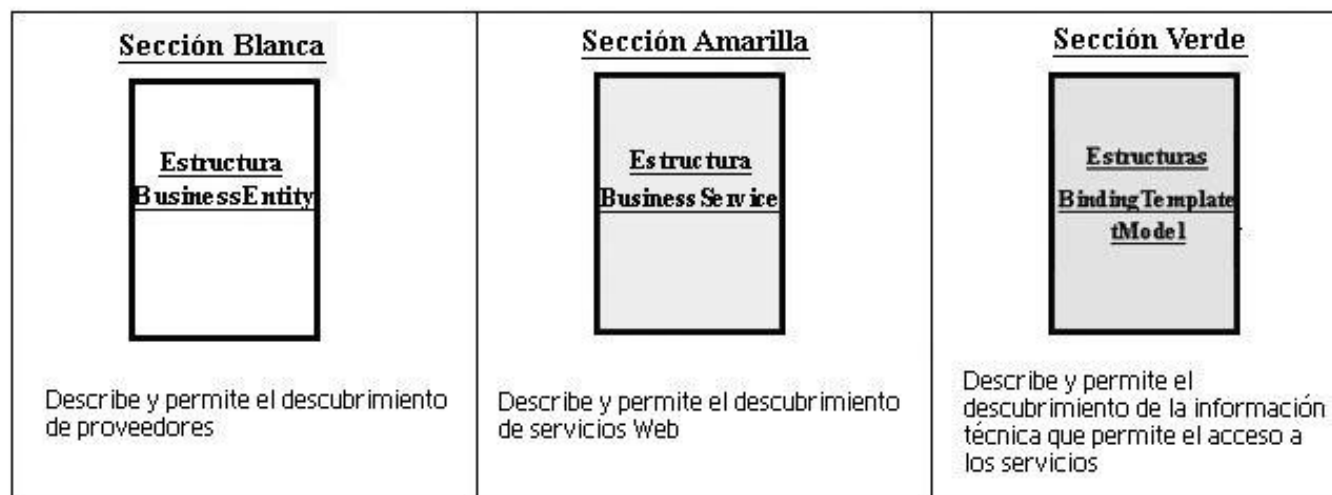 Sección Blanca
Estructura
BusinessEntity
Describe y permite el descubrimiento
de proveedores
Sección Amarilla
Estructura
Business Service
Describe y permite el descubrimiento
de servicios Web
Sección Verde
Estructuras
BindingTemplate
tModel
Describe y permite el
descubrimiento de la información
técnica que permite el acceso a
los servicios